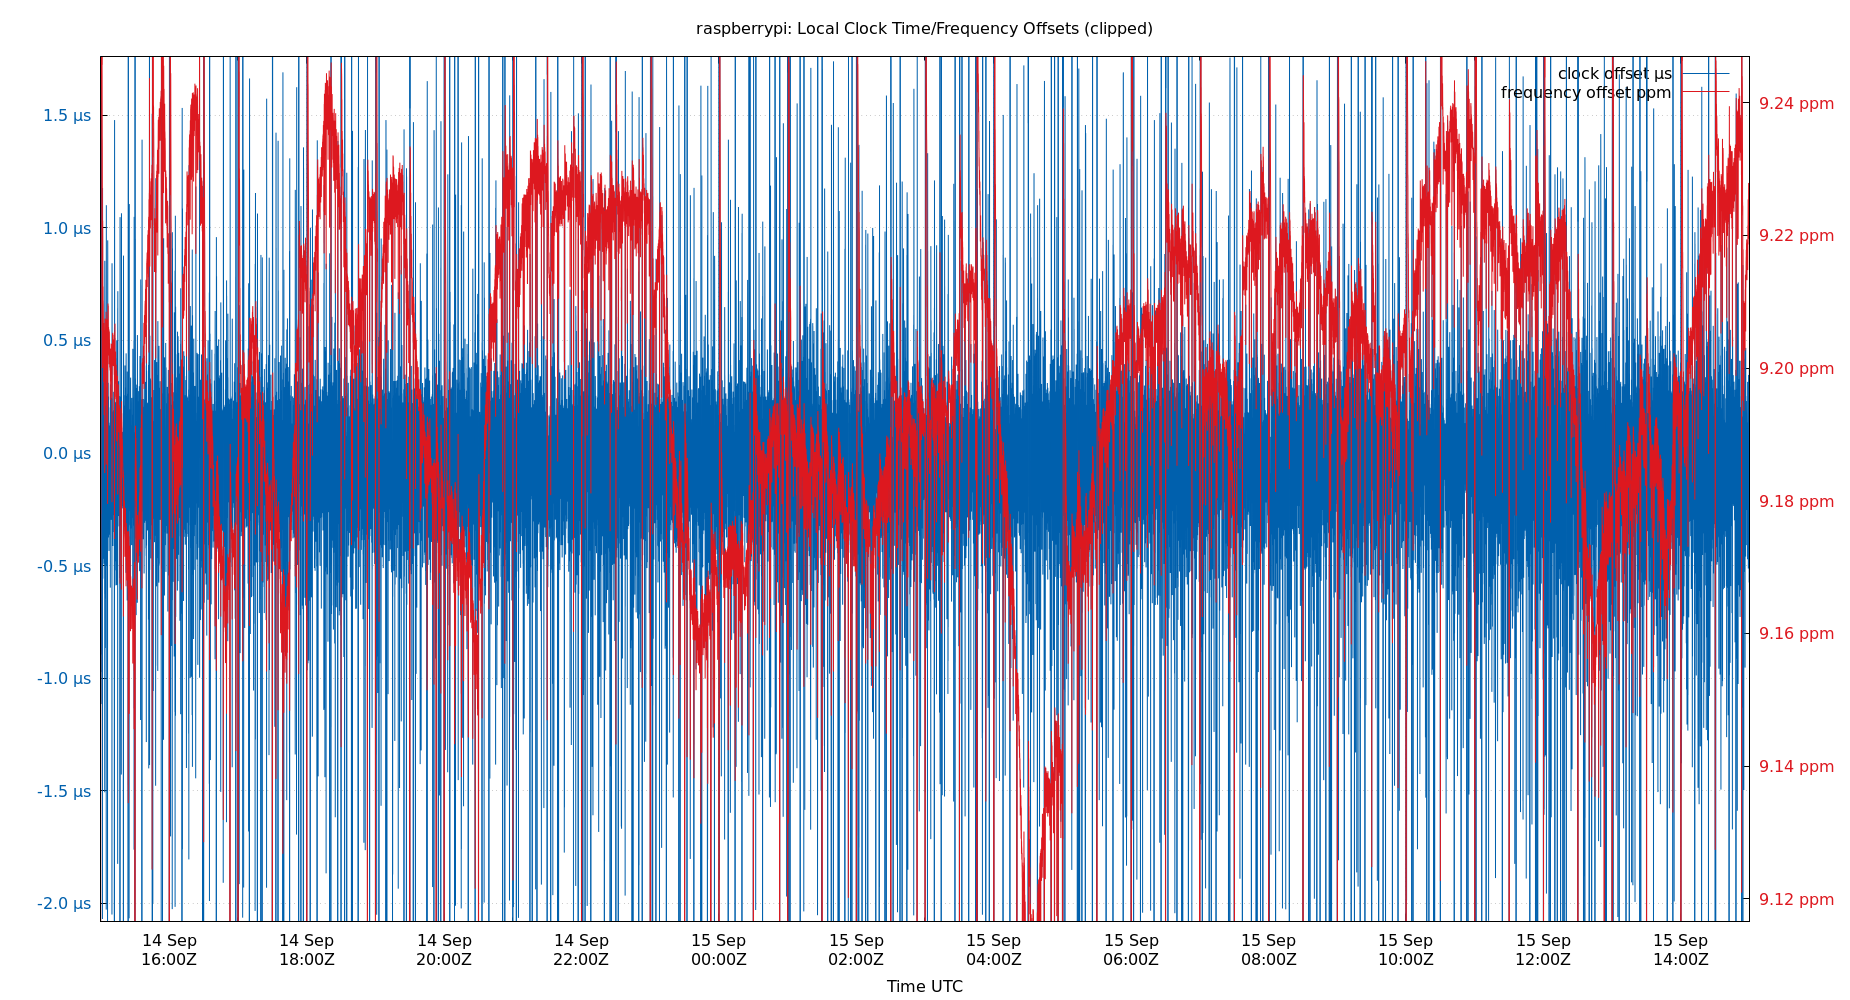 raspberrypi: Local Clock Time/Frequency Offsets (clipped)
clock offset µs
frequency offset ppm
1.5 µs
1.0 µs
0.5 µs
0.0 µs
-0.5 µs
-1.0 µs
-1.5 µs
-2.0 µs
9.24 ppm
9.22 ppm
9.20 ppm
9.18 ppm
9.16 ppm
9.14 ppm
9.12 ppm
14 Sep 14 Sep 14 Sep 14 Sep 15 Sep 15 Sep 15 Sep 15 Sep 15 Sep 15 Sep 15 Sep 15 Sep
16:00Z 18:00Z 20:00Z 22:00Z 00:00Z 02:00Z 04:00Z 06:00Z 08:00Z 10:00Z 12:00Z 14:00Z
Time UTC